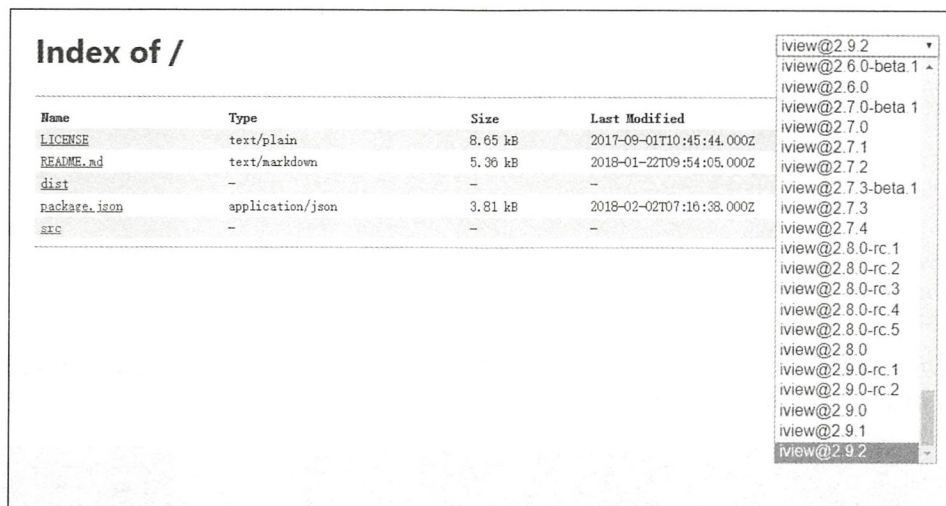 Index of /
Name Type Size Last Modified
LICENSE text/plain 8.65 kB 2017-09-01T10:45:44.000Z
README.md text/markdown 5.36 kB 2018-01-22T09:54:05.000Z
dist - - -
package.json application/json 3.81 kB 2018-02-02T07:16:38.000Z
src - - -
iview@2.9.2
iview@2.6.0-beta.1
iview@2.6.0
iview@2.7.0-beta.1
iview@2.7.0
iview@2.7.1
iview@2.7.2
iview@2.7.3-beta.1
iview@2.7.3
iview@2.7.4
iview@2.8.0-rc.1
iview@2.8.0-rc.2
iview@2.8.0-rc.3
iview@2.8.0-rc.4
iview@2.8.0-rc.5
iview@2.8.0
iview@2.9.0-rc.1
iview@2.9.0-rc.2
iview@2.9.0
iview@2.9.1
iview@2.9.2